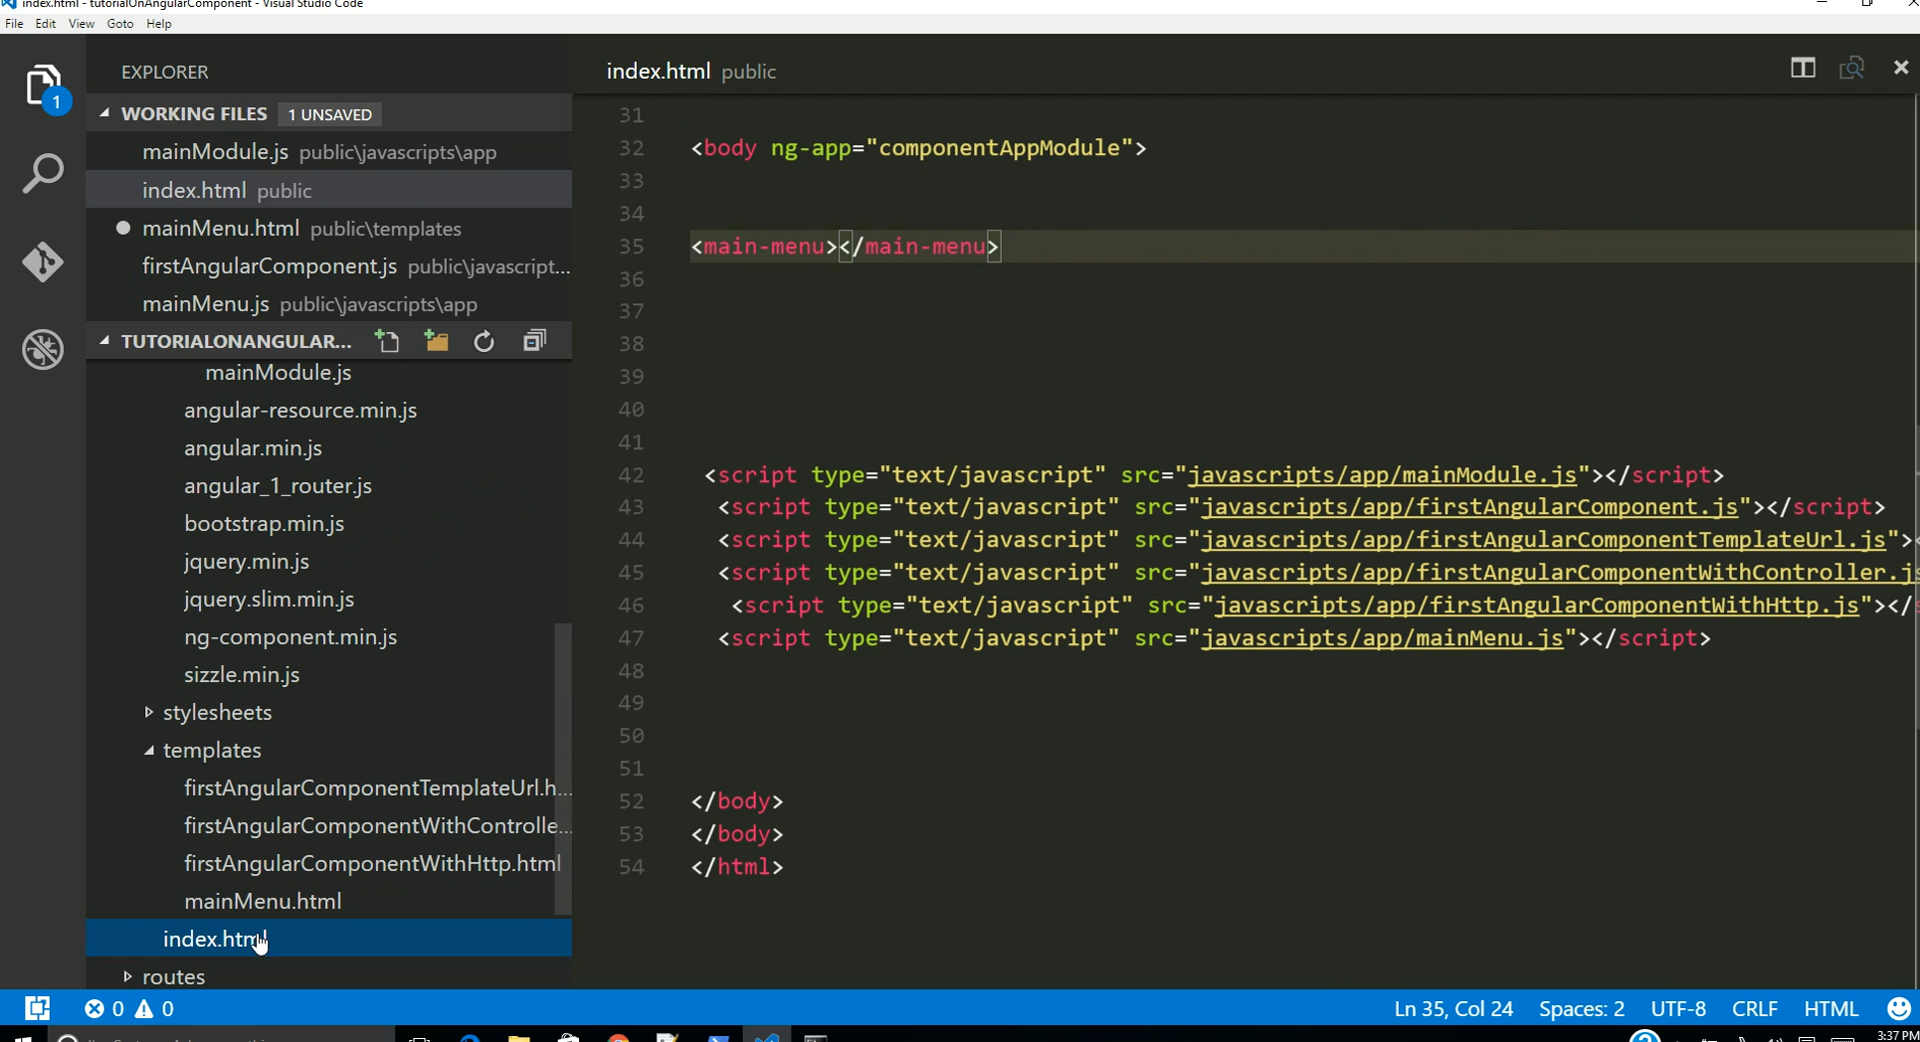 index.html - tutorialOnAngularComponent - Visual Studio Code
File Edit View Goto Help
EXPLORER
1
WORKING FILES 1 UNSAVED
mainModule.js public\javascripts\app
index.html public
mainMenu.html public\templates
firstAngularComponent.js public\javascript...
mainMenu.js public\javascripts\app
TUTORIALONANGULAR...
mainModule.js
angular-resource.min.js
angular.min.js
angular_1_router.js
bootstrap.min.js
jquery.min.js
jquery.slim.min.js
ng-component.min.js
sizzle.min.js
stylesheets
templates
firstAngularComponentTemplateUrl.h...
firstAngularComponentWithControlle...
firstAngularComponentWithHttp.html
mainMenu.html
index.html
routes
index.html public
31
32 <body ng-app="componentAppModule">
33
34
35 <main-menu></main-menu>
36
37
38
39
40
41
42 <script type="text/javascript" src="javascripts/app/mainModule.js"></script>
43 <script type="text/javascript" src="javascripts/app/firstAngularComponent.js"></script>
44 <script type="text/javascript" src="javascripts/app/firstAngularComponentTemplateUrl.js"><
45 <script type="text/javascript" src="javascripts/app/firstAngularComponentWithController.js
46 <script type="text/javascript" src="javascripts/app/firstAngularComponentWithHttp.js"></s
47 <script type="text/javascript" src="javascripts/app/mainMenu.js"></script>
48
49
50
51
52 </body>
53 </body>
54 </html>
0 0 Ln 35, Col 24 Spaces: 2 UTF-8 CRLF HTML
3:37 PM